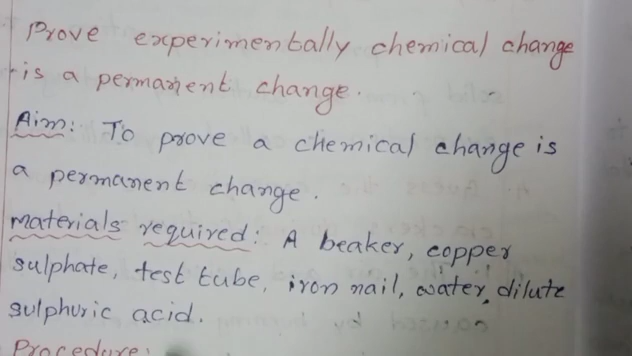 Prove experimentally chemical change
is a permanent change.
Aim: To prove a chemical change is
a permanent change.
materials required: A beaker, copper
sulphate, test tube, iron nail, water, dilute
sulphuric acid.
Procedure: